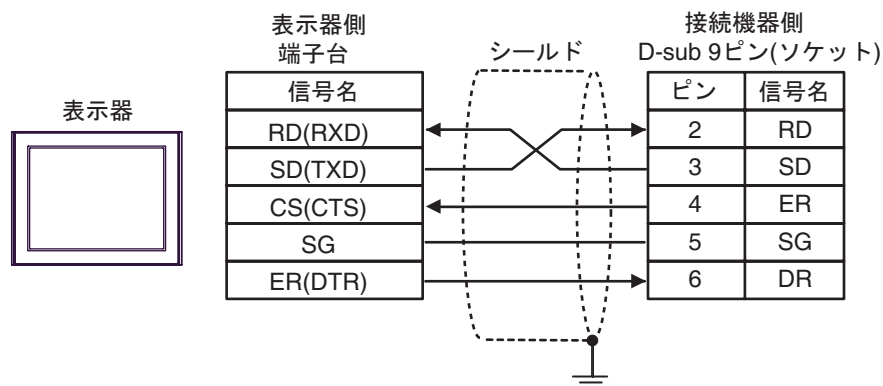 表示器
表示器側
端子台
シールド
接続機器側
D-sub 9ピン(ソケット)
信号名
ピン 信号名
RD(RXD) 2 RD
SD(TXD) 3 SD
CS(CTS) 4 ER
SG 5 SG
ER(DTR) 6 DR